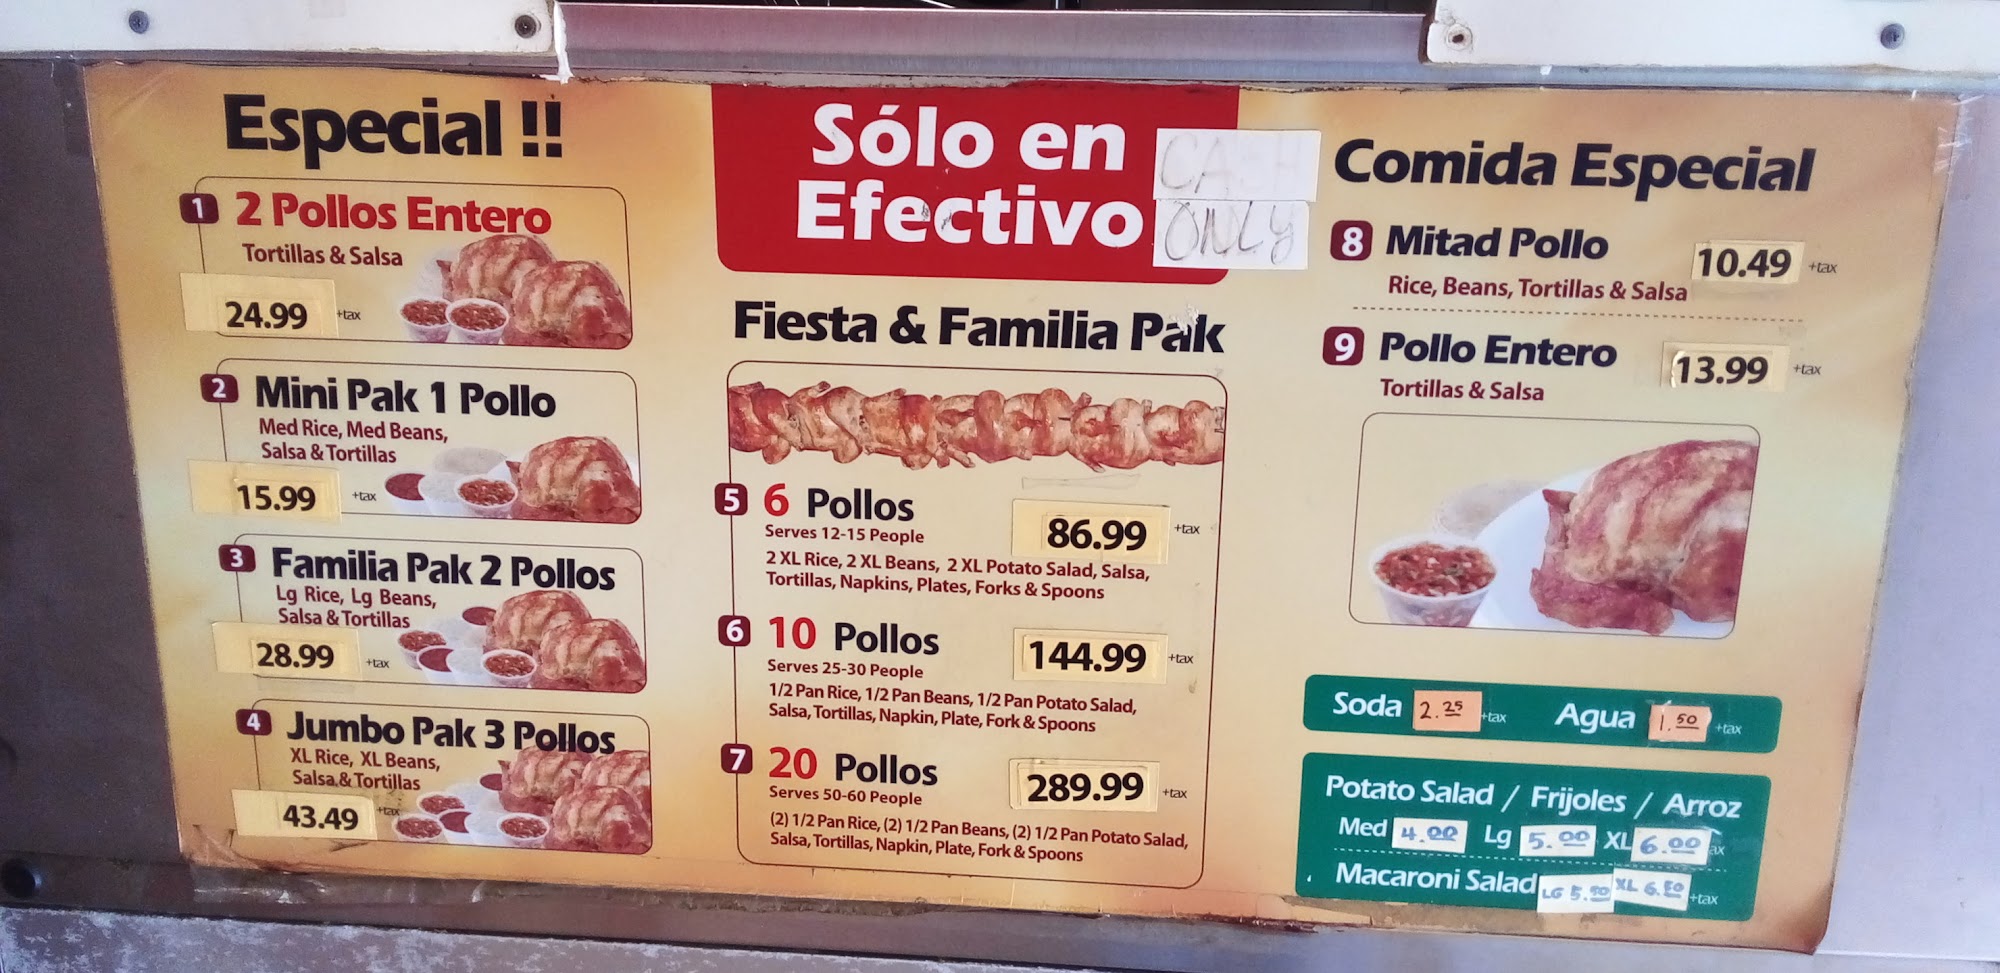 Especial !!
1 2 Pollos Entero
Tortillas & Salsa
24.99 +tax
2 Mini Pak 1 Pollo
Med Rice, Med Beans,
Salsa & Tortillas
15.99 +tax
3 Familia Pak 2 Pollos
Lg Rice, Lg Beans,
Salsa & Tortillas
28.99 +tax
4 Jumbo Pak 3 Pollos
XL Rice, XL Beans,
Salsa & Tortillas
43.49 +tax
Sólo en
Efectivo
CASH
ONLY
Fiesta & Familia Pak
5 6 Pollos 86.99 +tax
Serves 12-15 People
2 XL Rice, 2 XL Beans, 2 XL Potato Salad, Salsa,
Tortillas, Napkins, Plates, Forks & Spoons
6 10 Pollos 144.99 +tax
Serves 25-30 People
1/2 Pan Rice, 1/2 Pan Beans, 1/2 Pan Potato Salad,
Salsa, Tortillas, Napkin, Plate, Fork & Spoons
7 20 Pollos 289.99 +tax
Serves 50-60 People
(2) 1/2 Pan Rice, (2) 1/2 Pan Beans, (2) 1/2 Pan Potato Salad,
Salsa, Tortillas, Napkin, Plate, Fork & Spoons
Comida Especial
8 Mitad Pollo 10.49 +tax
Rice, Beans, Tortillas & Salsa
9 Pollo Entero 13.99 +tax
Tortillas & Salsa
Soda 2.25 +tax Agua 1.50 +tax
Potato Salad / Frijoles / Arroz
Med 4.00 Lg 5.00 XL 6.00 ax
Macaroni Salad LG 5.50 XL 6.50 +tax